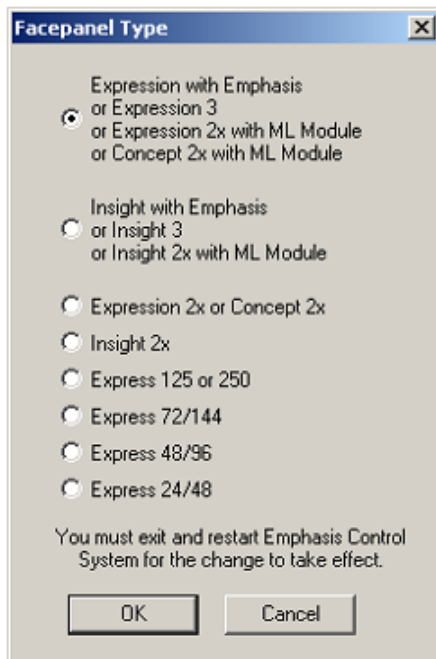 Facepanel Type
Expression with Emphasis
or Expression 3
or Expression 2x with ML Module
or Concept 2x with ML Module
Insight with Emphasis
or Insight 3
or Insight 2x with ML Module
Expression 2x or Concept 2x
Insight 2x
Express 125 or 250
Express 72/144
Express 48/96
Express 24/48
You must exit and restart Emphasis Control
System for the change to take effect.
OK
Cancel